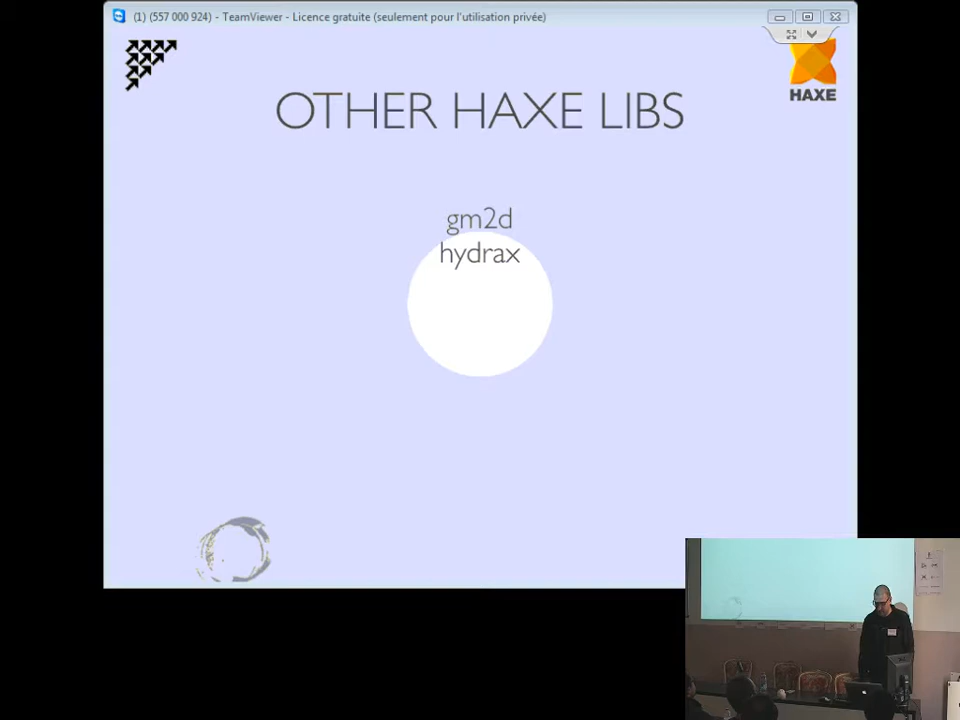 (1) (557 000 924) - TeamViewer - Licence gratuite (seulement pour l'utilisation privée)
HAXE
OTHER HAXE LIBS
gm2d
hydrax